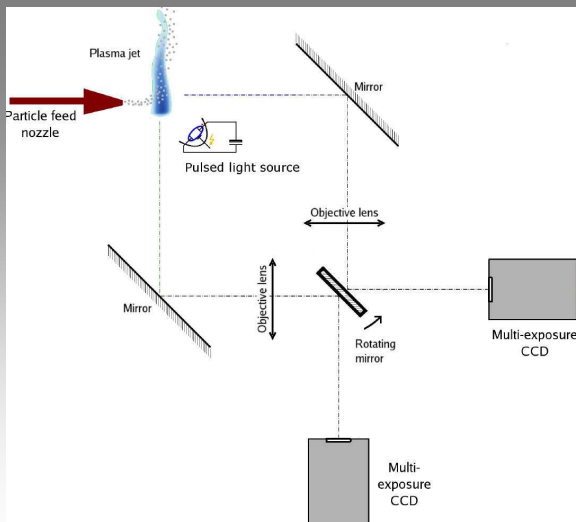 Plasma jet
Mirror
Particle feed
nozzle
Pulsed light source
Objective lens
Objective lens
Mirror
Rotating
mirror
Multi-exposure
CCD
Multi-
exposure
CCD